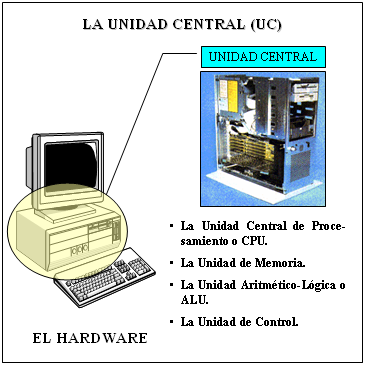 LA UNIDAD CENTRAL (UC)
UNIDAD CENTRAL
• La Unidad Central de Proce-
samiento o CPU.
• La Unidad de Memoria.
• La Unidad Aritmético-Lógica o
ALU.
• La Unidad de Control.
EL HARDWARE